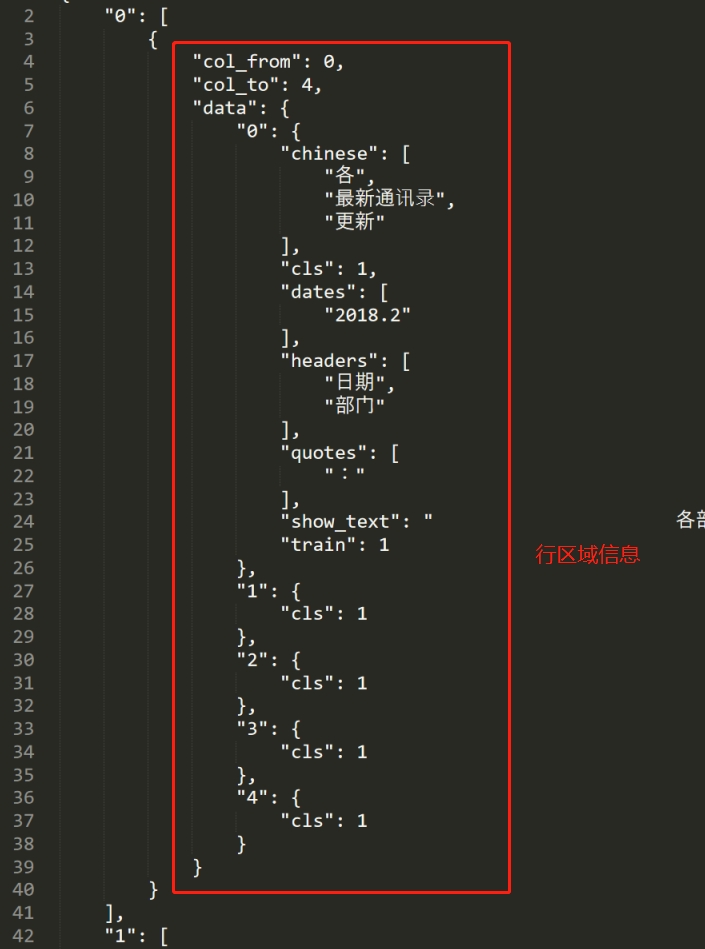 2 "0": [
3 {
4 "col_from": 0,
5 "col_to": 4,
6 "data": {
7 "0": {
8 "chinese": [
9 "各",
10 "最新通讯录",
11 "更新"
12 ],
13 "cls": 1,
14 "dates": [
15 "2018.2"
16 ],
17 "headers": [
18 "日期",
19 "部门"
20 ],
21 "quotes": [
22 "："
23 ],
24 "show_text": " 各部
25 "train": 1
行区域信息
26 },
27 "1": {
28 "cls": 1
29 },
30 "2": {
31 "cls": 1
32 },
33 "3": {
34 "cls": 1
35 },
36 "4": {
37 "cls": 1
38 }
39 }
40 }
41 ],
42 "1": [